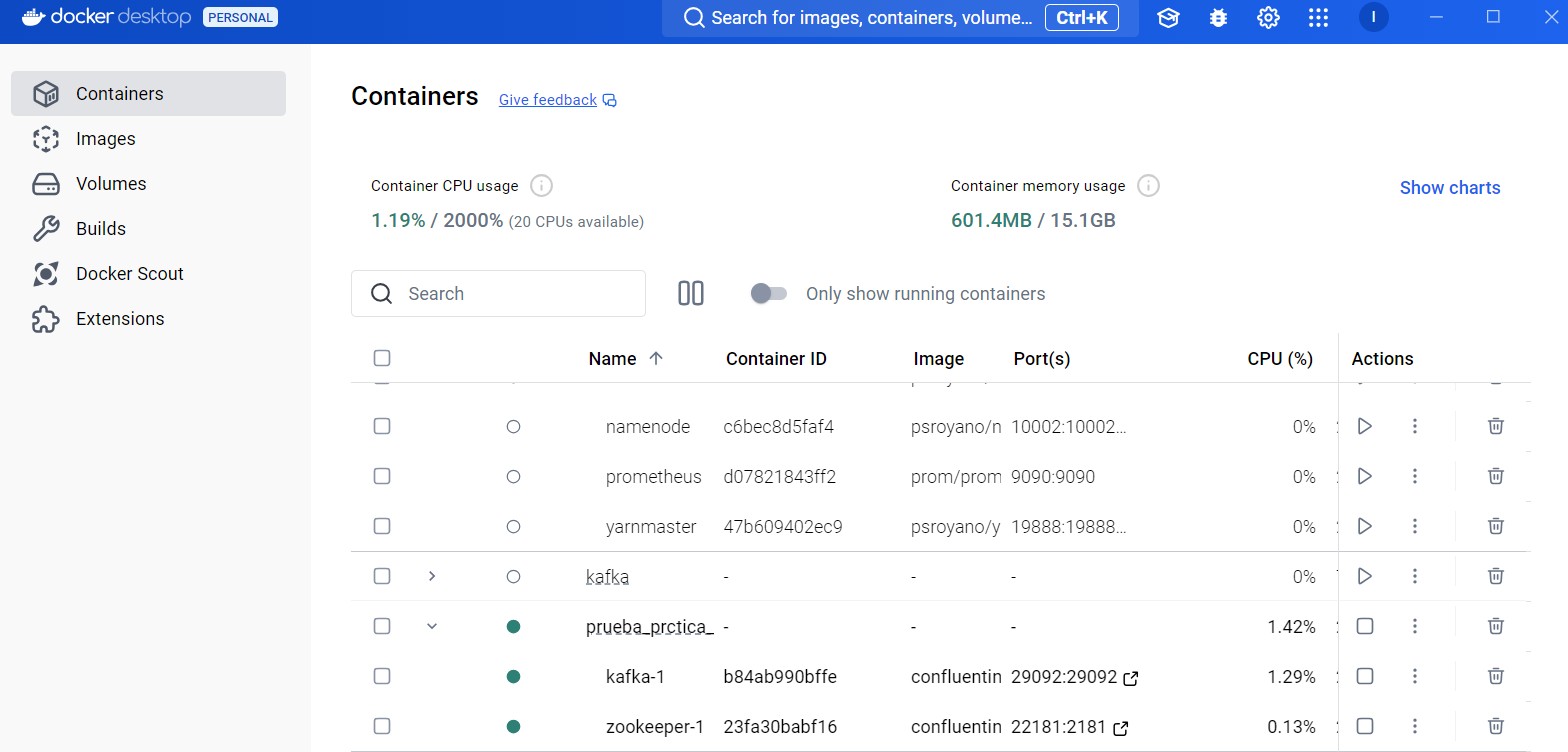 docker desktop PERSONAL
Search for images, containers, volume... Ctrl+K
I
Containers
Images
Volumes
Builds
Docker Scout
Extensions
Containers Give feedback
Container CPU usage
1.19% / 2000% (20 CPUs available)
Container memory usage
601.4MB / 15.1GB
Show charts
Search
Only show running containers
Name Container ID Image Port(s) CPU (%) Actions
namenode c6bec8d5faf4 psroyano/n 10002:10002... 0%
prometheus d07821843ff2 prom/prom 9090:9090 0%
yarnmaster 47b609402ec9 psroyano/y 19888:19888... 0%
kafka - - - 0%
prueba_prctica_ - - - 1.42%
kafka-1 b84ab990bffe confluentin 29092:29092 1.29%
zookeeper-1 23fa30babf16 confluentin 22181:2181 0.13%